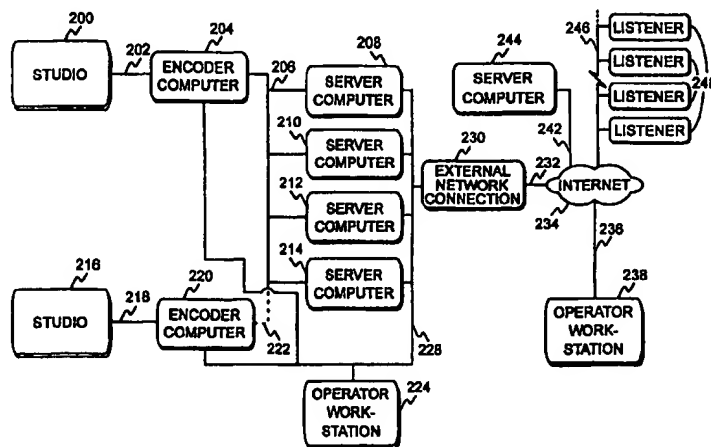 200
STUDIO
202
204
ENCODER
COMPUTER
206
208
SERVER
COMPUTER
210
SERVER
COMPUTER
212
SERVER
COMPUTER
214
SERVER
COMPUTER
216
STUDIO
218
220
ENCODER
COMPUTER
222
224
OPERATOR
WORK-
STATION
228
230
EXTERNAL
NETWORK
CONNECTION
232
INTERNET
234
236
238
OPERATOR
WORK-
STATION
242
244
SERVER
COMPUTER
246
LISTENER
LISTENER
LISTENER
LISTENER
248